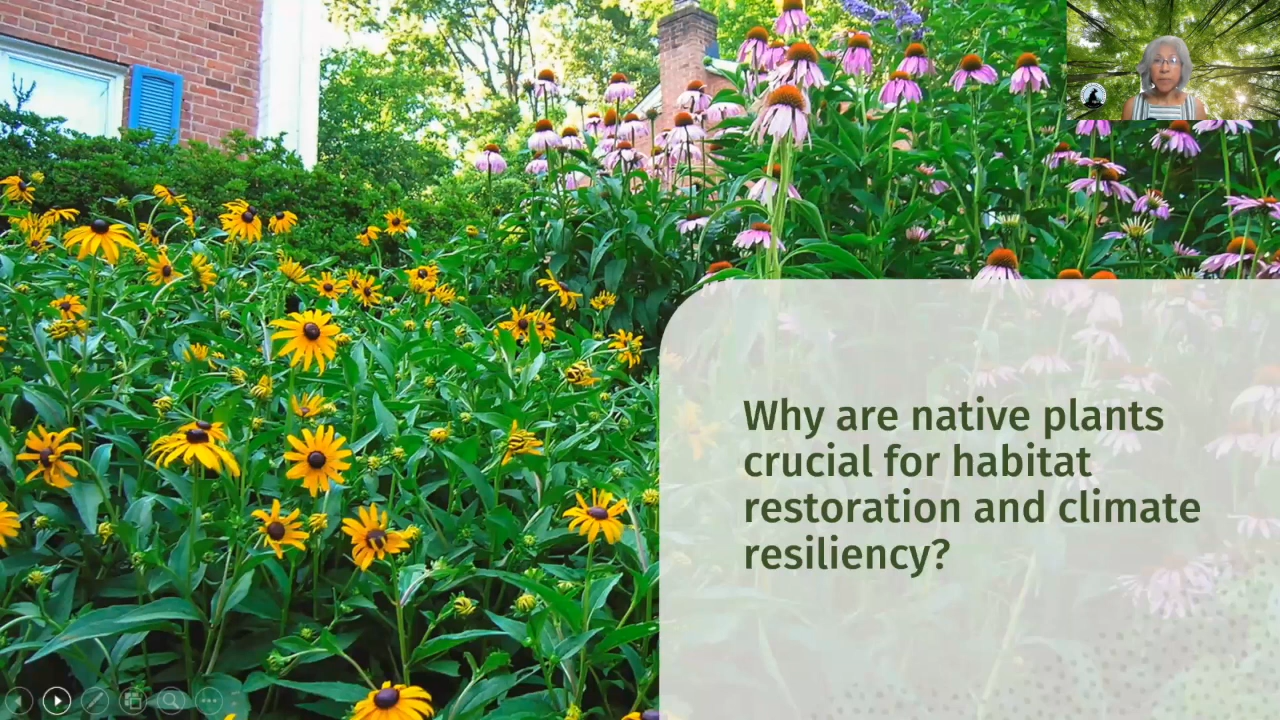 Why are native plants
crucial for habitat
restoration and climate
resiliency?